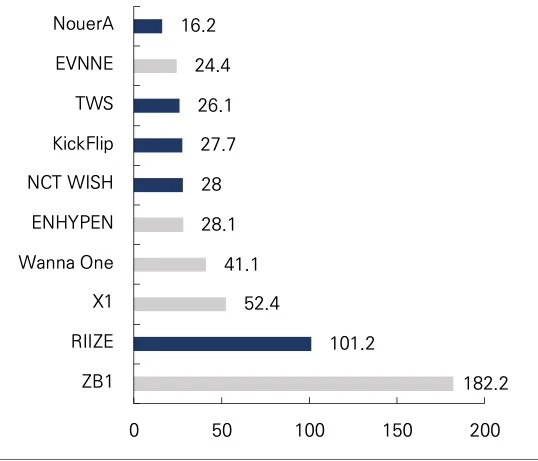 NouerA 16.2
EVNNE 24.4
TWS 26.1
KickFlip 27.7
NCT WISH 28
ENHYPEN 28.1
Wanna One 41.1
X1 52.4
RIIZE 101.2
ZB1 182.2
0 50 100 150 200